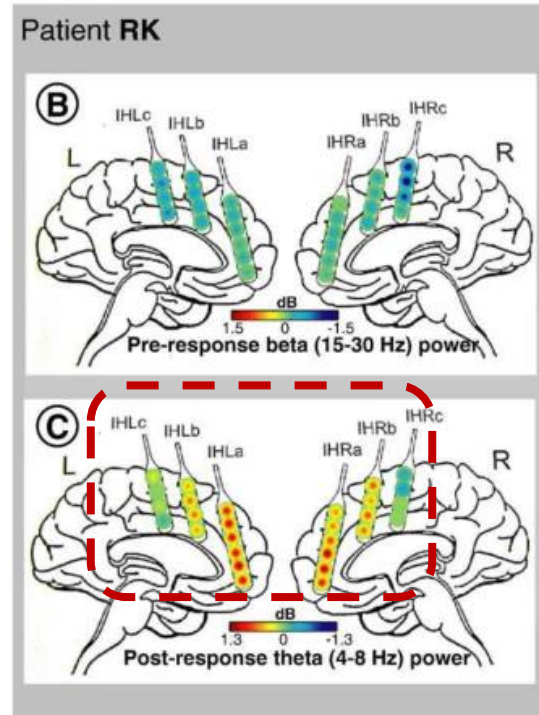 Patient RK
B
IHLc IHLb IHLa IHRa IHRb IHRc
L R
dB
1.5 0 -1.5
Pre-response beta (15-30 Hz) power
C
IHLc IHLb IHLa IHRa IHRb IHRc
L R
dB
1.3 0 -1.3
Post-response theta (4-8 Hz) power